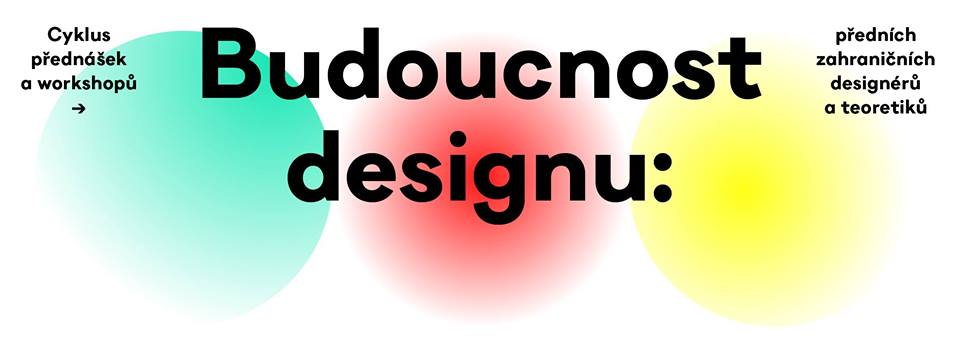 Cyklus
přednášek
a workshopů
→
Budoucnost
designu:
předních
zahraničních
designérů
a teoretiků